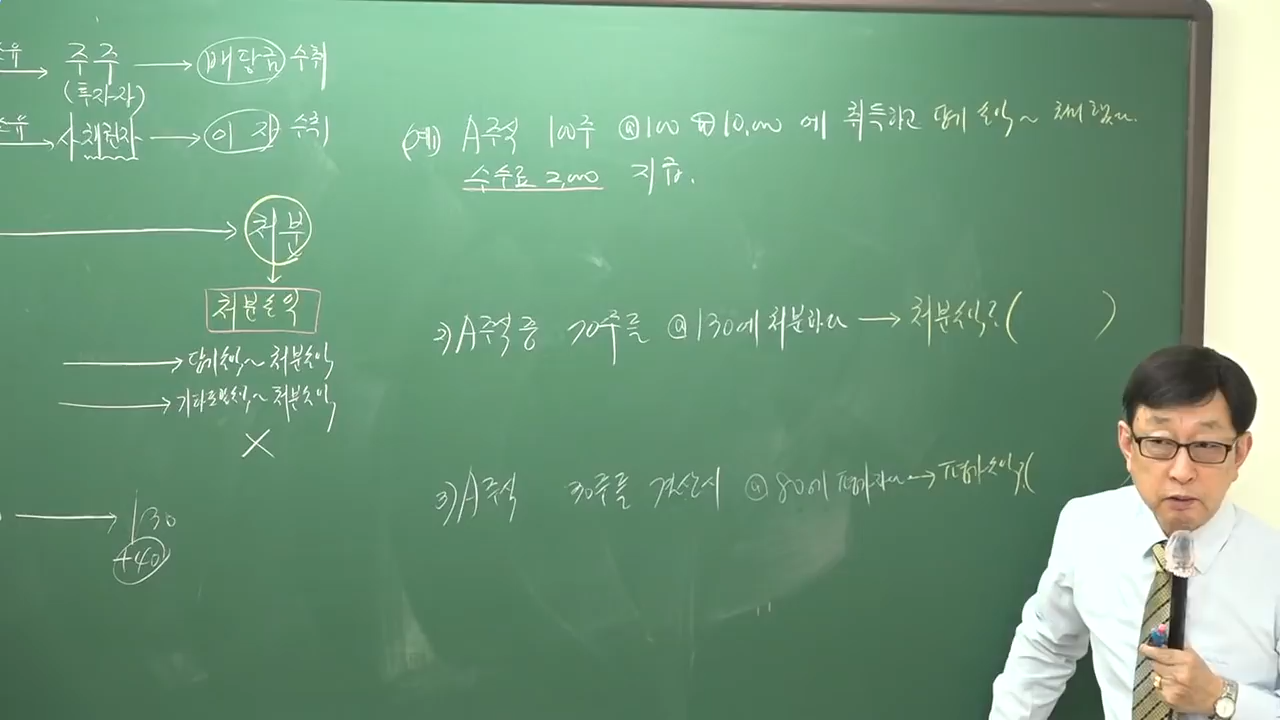 주주 → 배당금 수취
(투자자)
사채권자 → 이자 수취
→ 처분
처분손익
→ 당기손익~ 처분손익
→ 기타포괄손익~ 처분손익
X
→ 130
+40
(예) A주식 100주 @100 ₩10,000에 취득하고 당기손익~ 처리했다.
수수료 2,000 지급.
2) A주식 중 70주를 @130에 처분하다 → 처분손익?( )
3) A주식 30주를 결산시 @80에 평가하다 → 평가손익?(